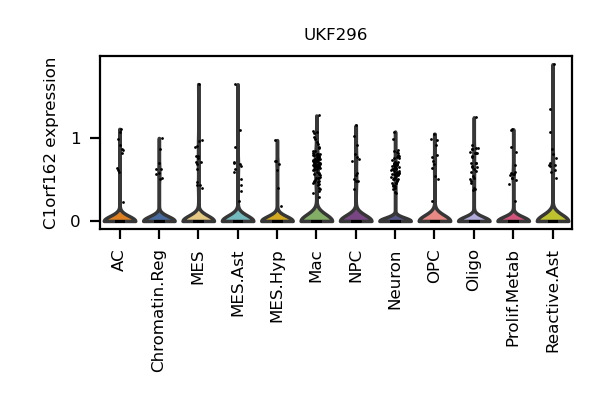 UKF296
C1orf162 expression
1
0
AC
Chromatin.Reg
MES
MES.Ast
MES.Hyp
Mac
NPC
Neuron
OPC
Oligo
Prolif.Metab
Reactive.Ast